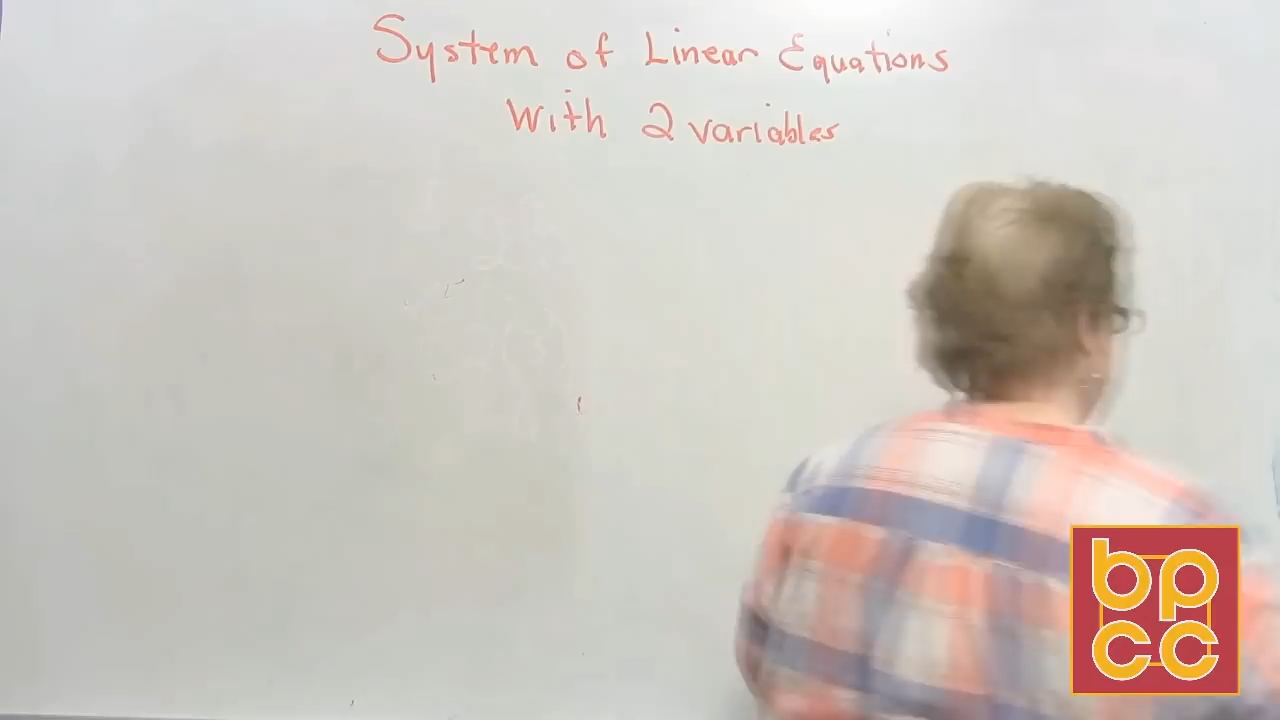 System of Linear Equations
With 2 variables
bp
cc